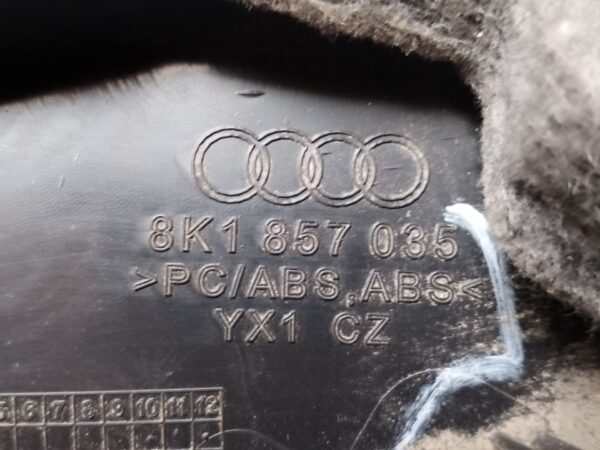 8K1 857 035
>PC/ABS,ABS<
YX1 CZ
6 7 8 9 10 11 12